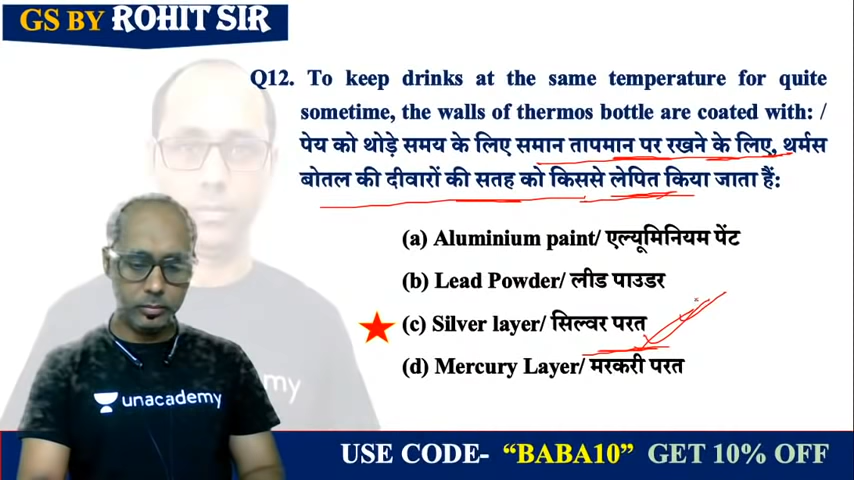 GS BY ROHIT SIR
Q12. To keep drinks at the same temperature for quite
sometime, the walls of thermos bottle are coated with: /
पेय को थोड़े समय के लिए समान तापमान पर रखने के लिए, थर्मस
बोतल की दीवारों की सतह को किससे लेपित किया जाता हैं:
(a) Aluminium paint/ एल्यूमिनियम पेंट
(b) Lead Powder/ लीड पाउडर
(c) Silver layer/ सिल्वर परत
(d) Mercury Layer/ मरकरी परत
unacademy
my
USE CODE- “BABA10” GET 10% OFF